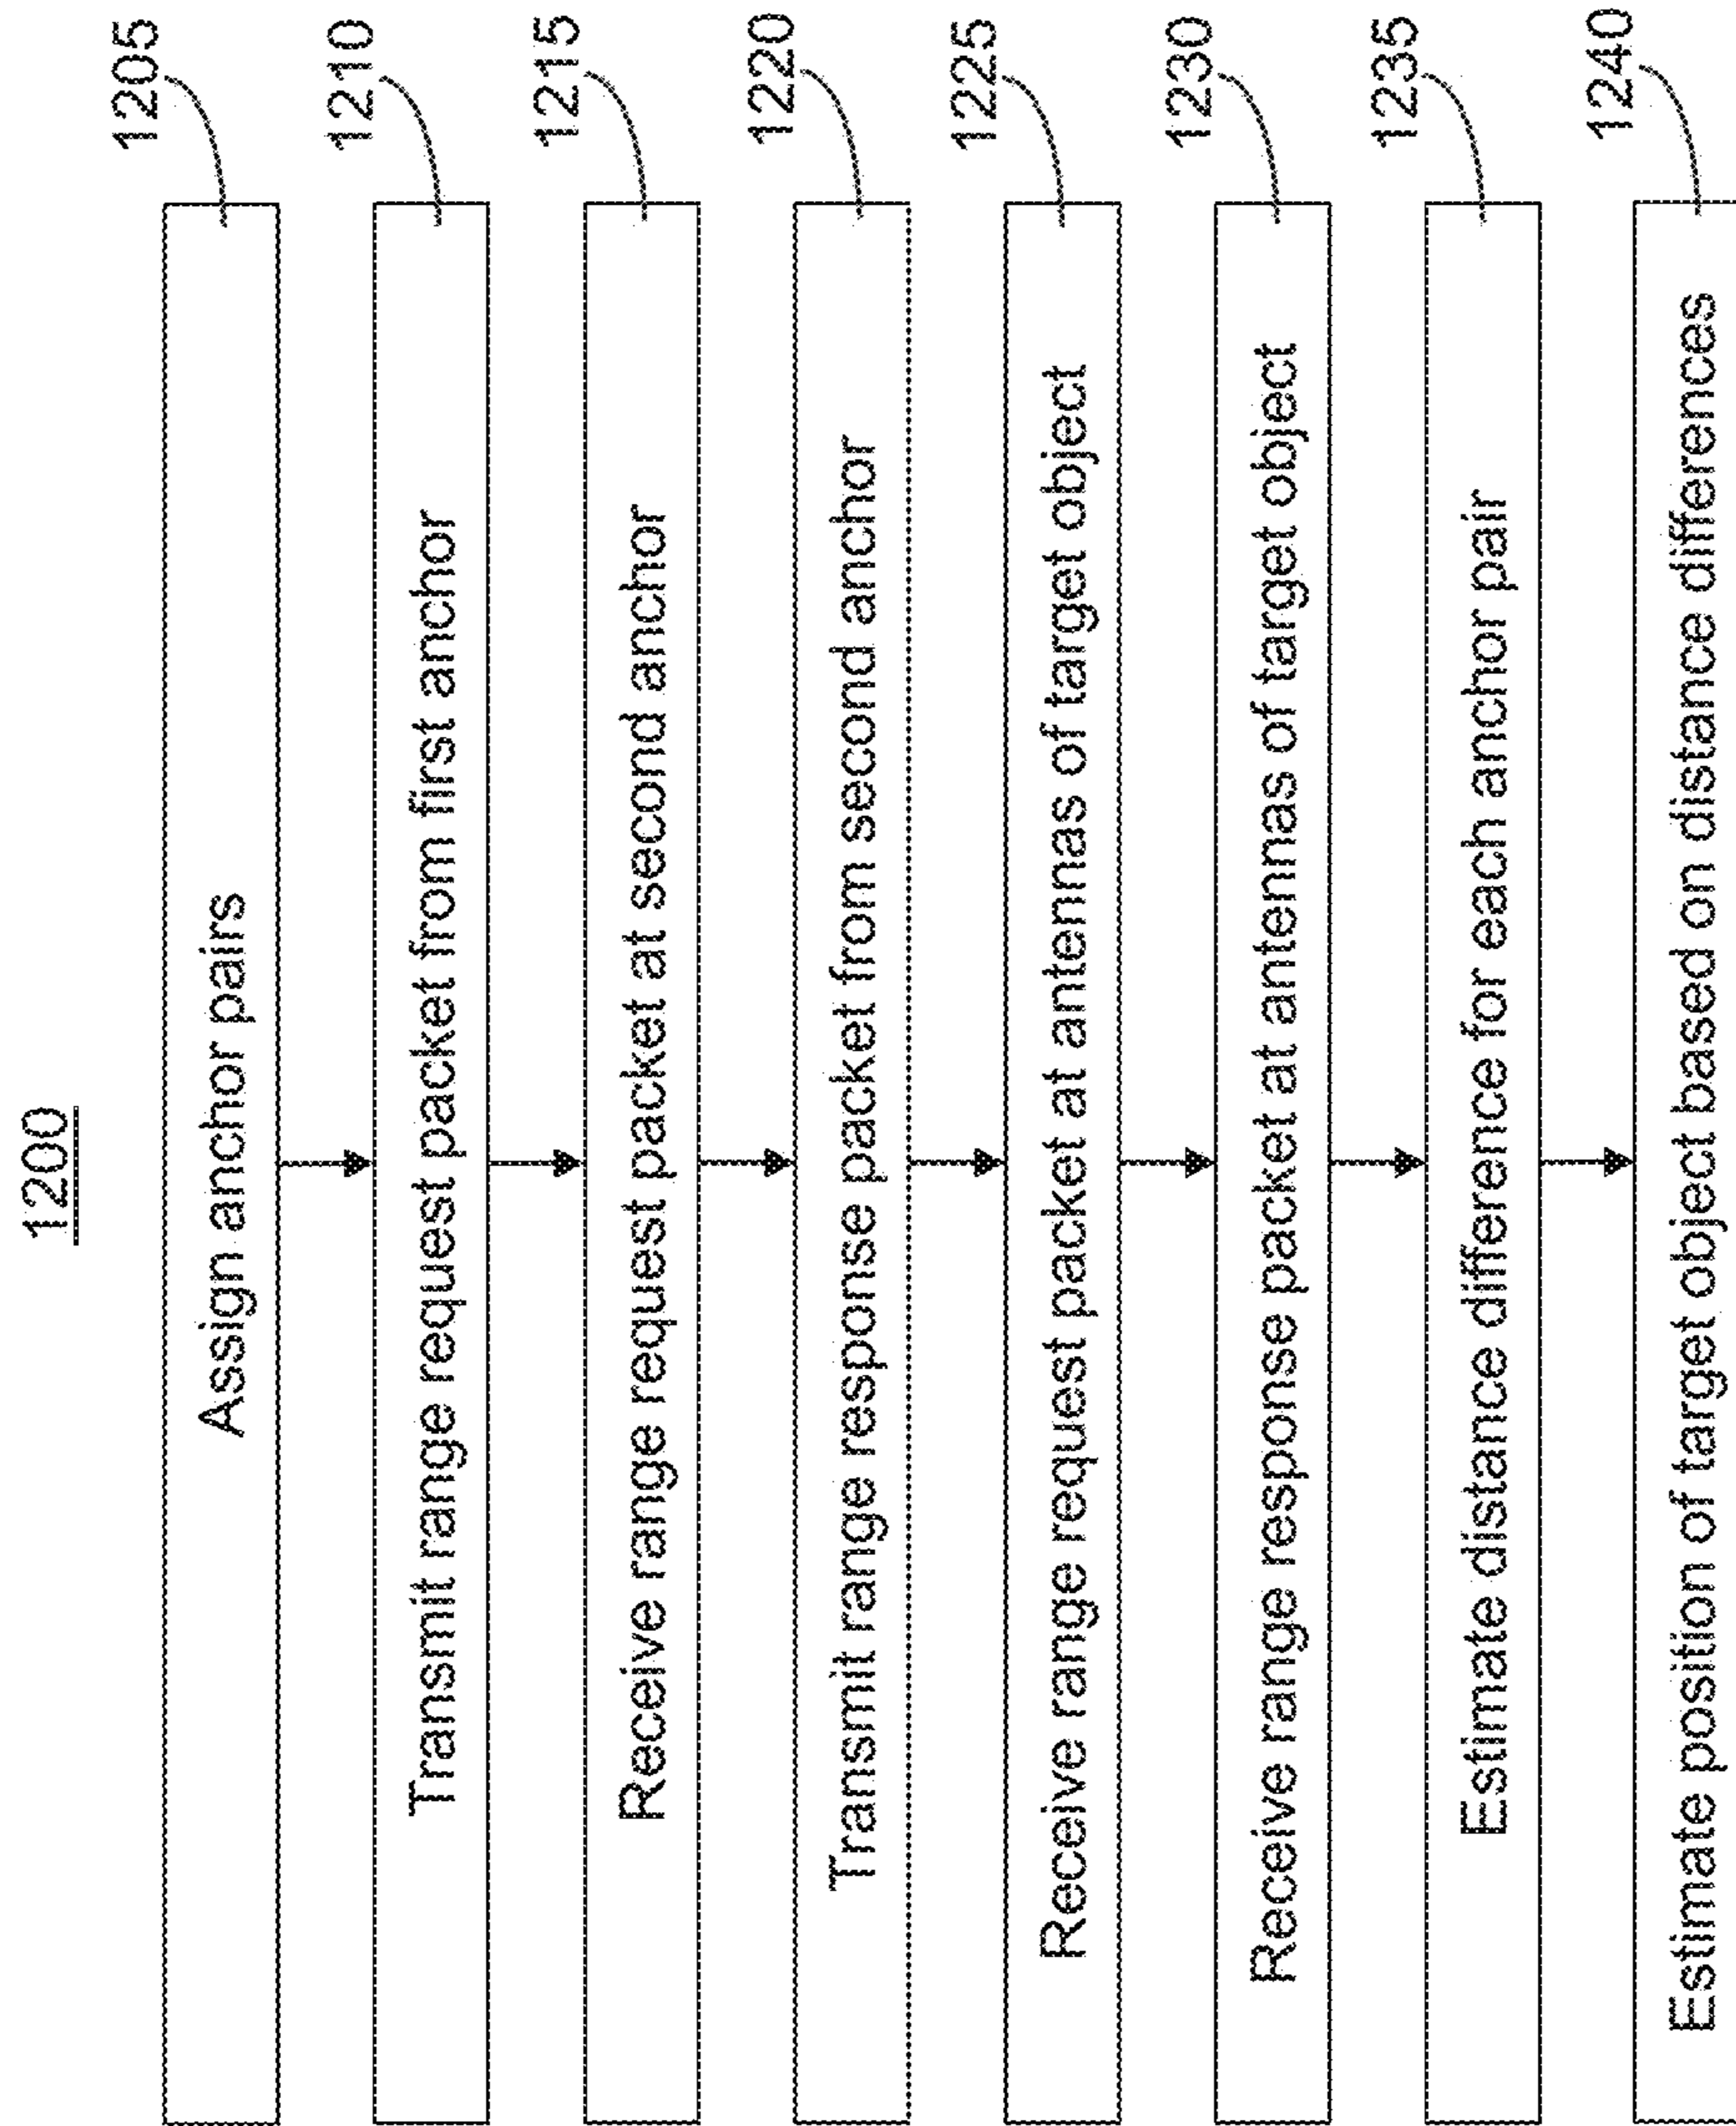 1200
Assign anchor pairs
1205
Transmit range request packet from first anchor
1210
Receive range request packet at second anchor
1215
Transmit range response packet from second anchor
1220
Receive range request packet at antennas of target object
1225
Receive range response packet at antennas of target object
1230
Estimate distance difference for each anchor pair
1235
Estimate position of target object based on distance differences
1240